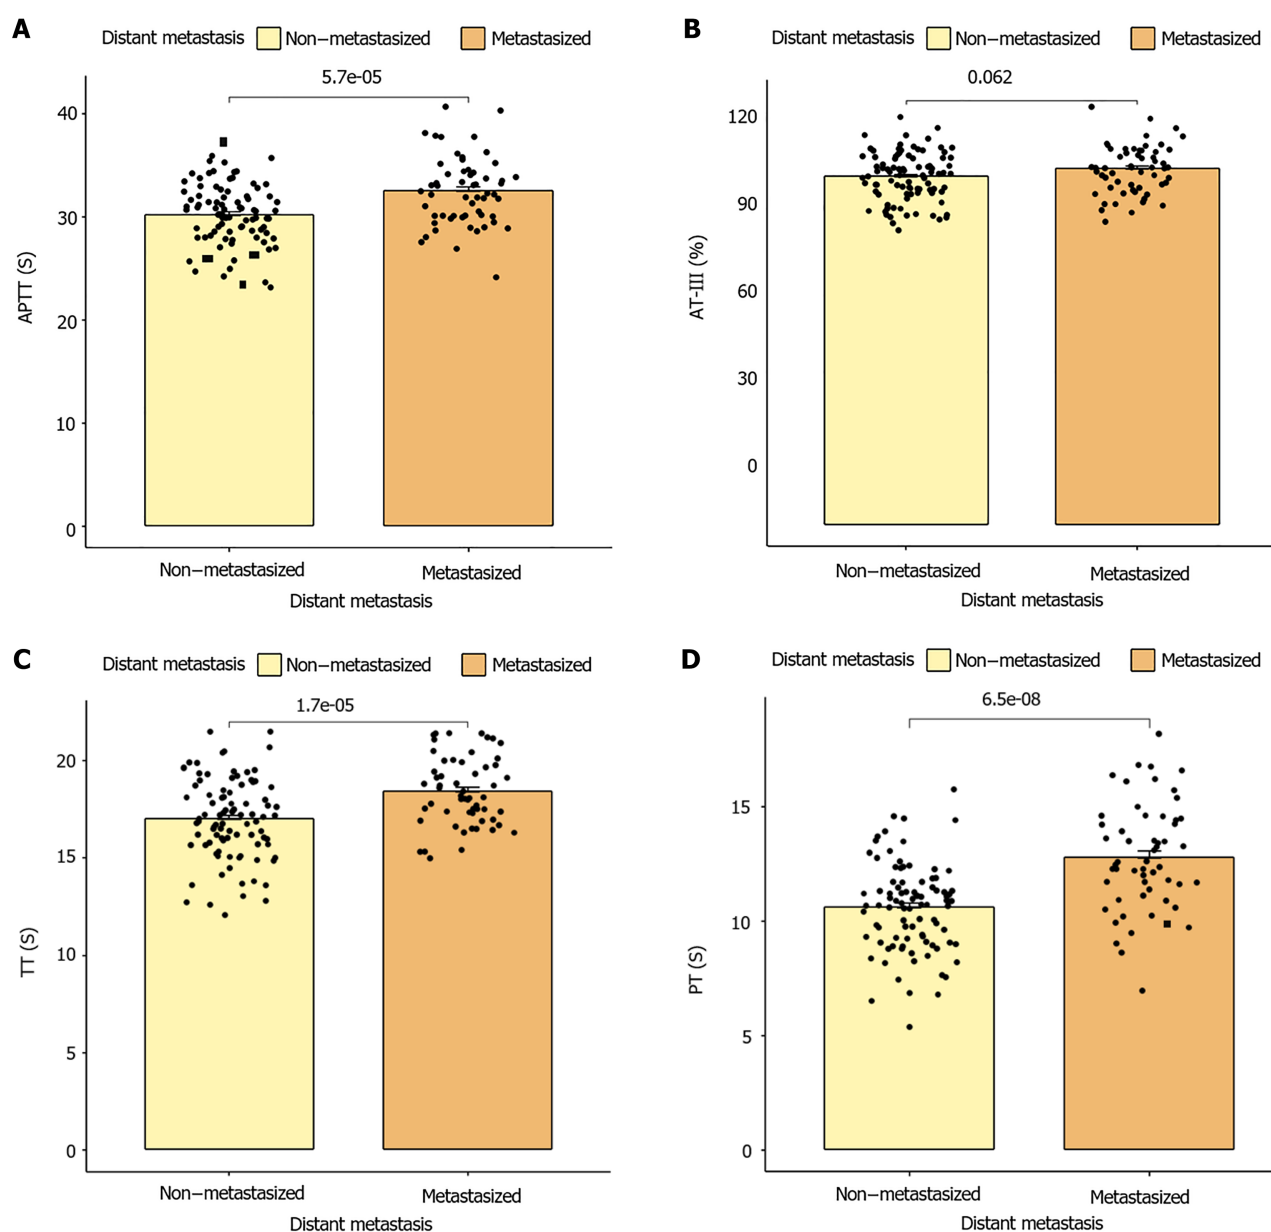 A
Distant metastasis Non−metastasized Metastasized
5.7e-05
40
30
20
10
0
APTT (S)
Non−metastasized Metastasized
Distant metastasis
B
Distant metastasis Non−metastasized Metastasized
0.062
120
90
60
30
0
AT-III (%)
Non−metastasized Metastasized
Distant metastasis
C
Distant metastasis Non−metastasized Metastasized
1.7e-05
20
15
10
5
0
TT (S)
Non−metastasized Metastasized
Distant metastasis
D
Distant metastasis Non−metastasized Metastasized
6.5e-08
15
10
5
0
PT (S)
Non−metastasized Metastasized
Distant metastasis